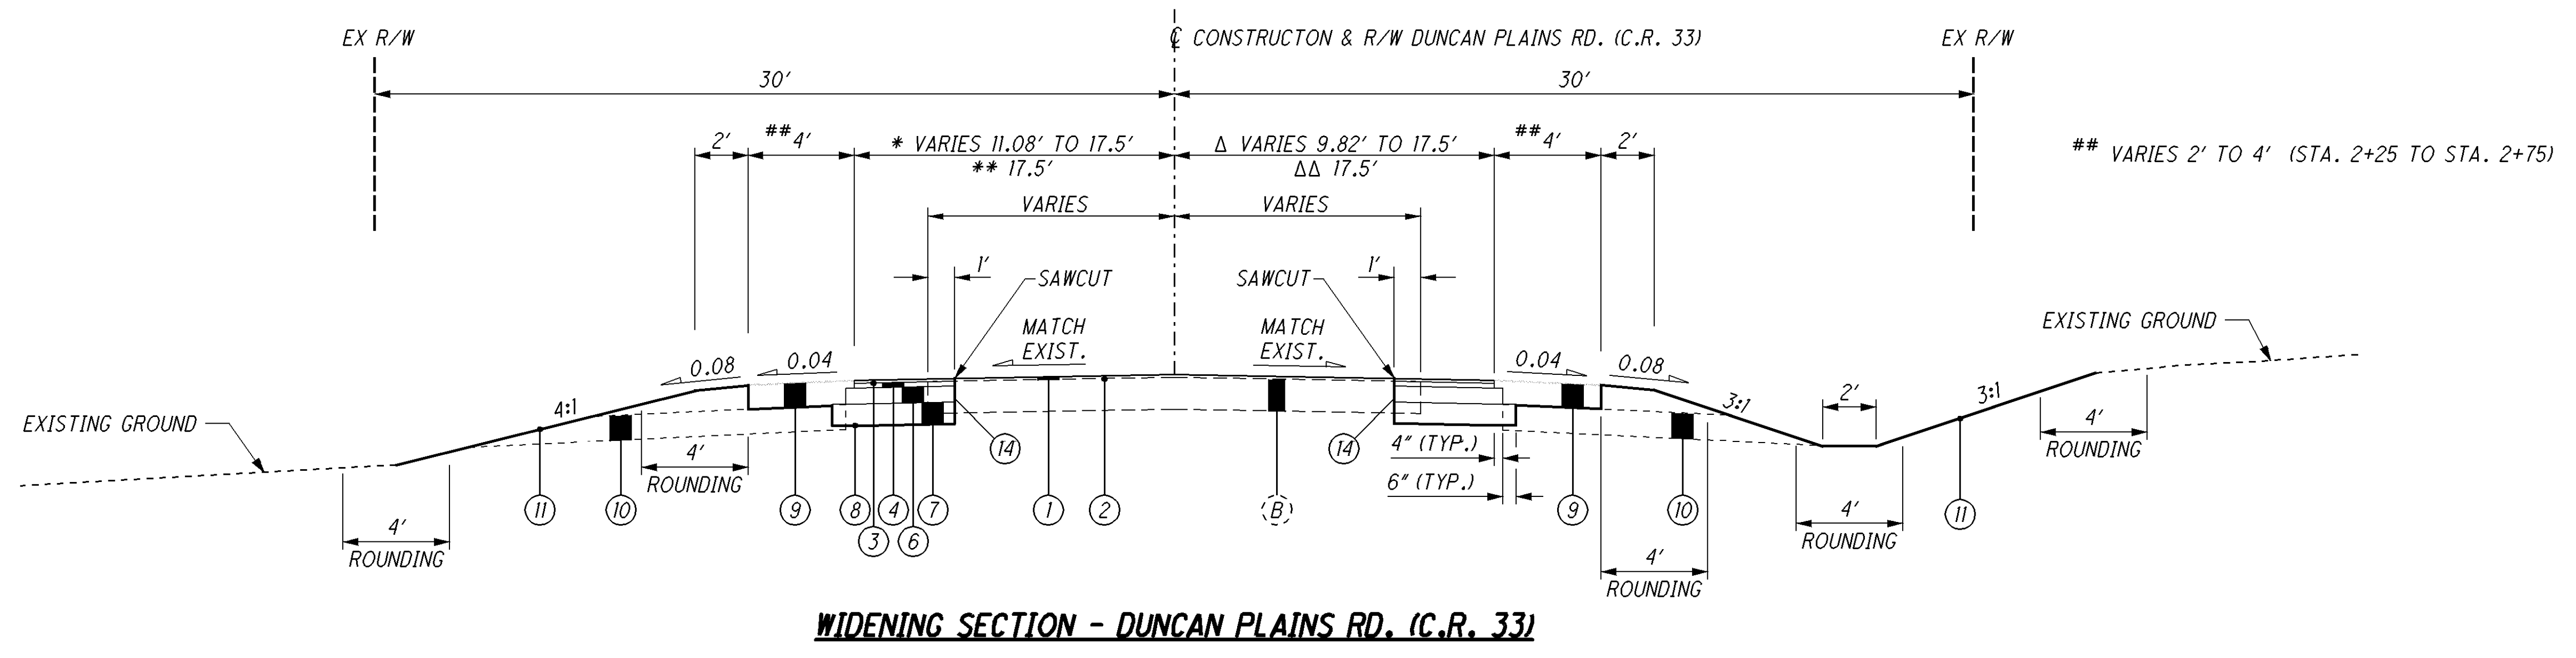 EX R/W
℄ CONSTRUCTON & R/W DUNCAN PLAINS RD. (C.R. 33)
EX R/W
30'
30'
2'
## 4'
* VARIES 11.08' TO 17.5'
** 17.5'
Δ VARIES 9.82' TO 17.5'
ΔΔ 17.5'
## 4'
2'
## VARIES 2' TO 4' (STA. 2+25 TO STA. 2+75)
VARIES
VARIES
1'
SAWCUT
SAWCUT
1'
MATCH
EXIST.
MATCH
EXIST.
EXISTING GROUND
0.08
0.04
0.04
0.08
EXISTING GROUND
4:1
3:1
2'
3:1
4'
ROUNDING
14
14
4" (TYP.)
6" (TYP.)
4'
ROUNDING
11
10
9
8
4
7
1
2
B
9
10
4'
ROUNDING
11
3
6
4'
ROUNDING
4'
ROUNDING
WIDENING SECTION - DUNCAN PLAINS RD. (C.R. 33)